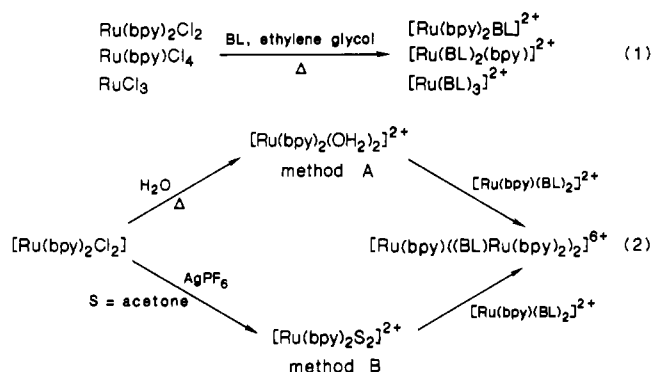 Ru(bpy)₂Cl₂
Ru(bpy)Cl₄
RuCl₃
BL, ethylene glycol
Δ
[Ru(bpy)₂BL]²⁺
[Ru(BL)₂(bpy)]²⁺ (1)
[Ru(BL)₃]²⁺
[Ru(bpy)₂(OH₂)₂]²⁺
method A
H₂O
Δ
[Ru(bpy)(BL)₂]²⁺
[Ru(bpy)₂Cl₂]
[Ru(bpy)((BL)Ru(bpy)₂)₂]⁶⁺ (2)
AgPF₆
S = acetone
[Ru(bpy)(BL)₂]²⁺
[Ru(bpy)₂S₂]²⁺
method B